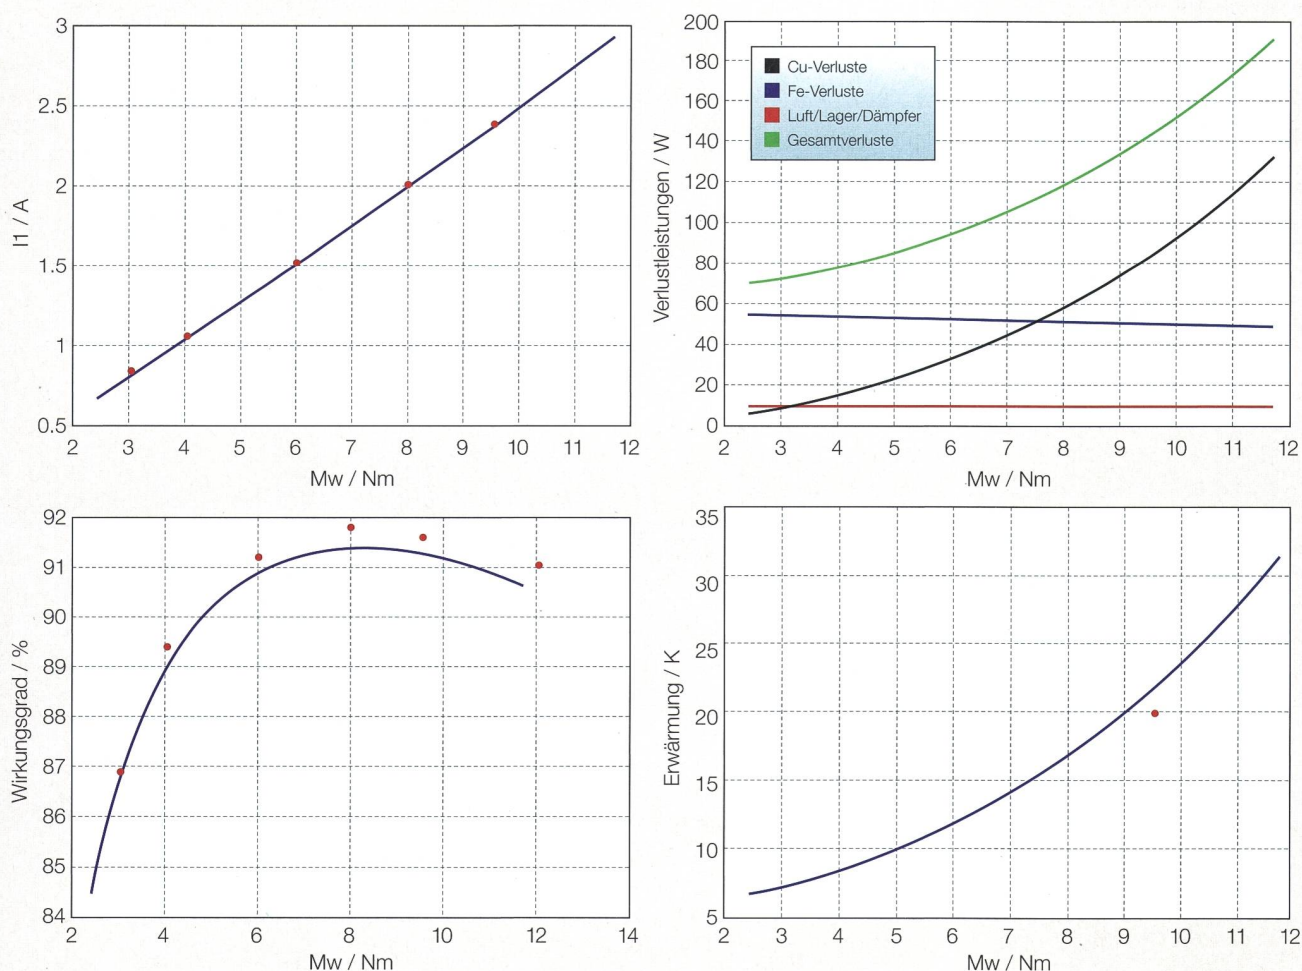 3
2.5
2
1.5
1
0.5
I1 / A
2 3 4 5 6 7 8 9 10 11 12
Mw / Nm
200
180
160
140
120
100
80
60
40
20
0
Verlustleistungen / W
Cu-Verluste
Fe-Verluste
Luft/Lager/Dämpfer
Gesamtverluste
2 3 4 5 6 7 8 9 10 11 12
Mw / Nm
92
91
90
89
88
87
86
85
84
Wirkungsgrad / %
2 4 6 8 10 12 14
Mw / Nm
35
30
25
20
15
10
5
Erwärmung / K
2 3 4 5 6 7 8 9 10 11 12
Mw / Nm